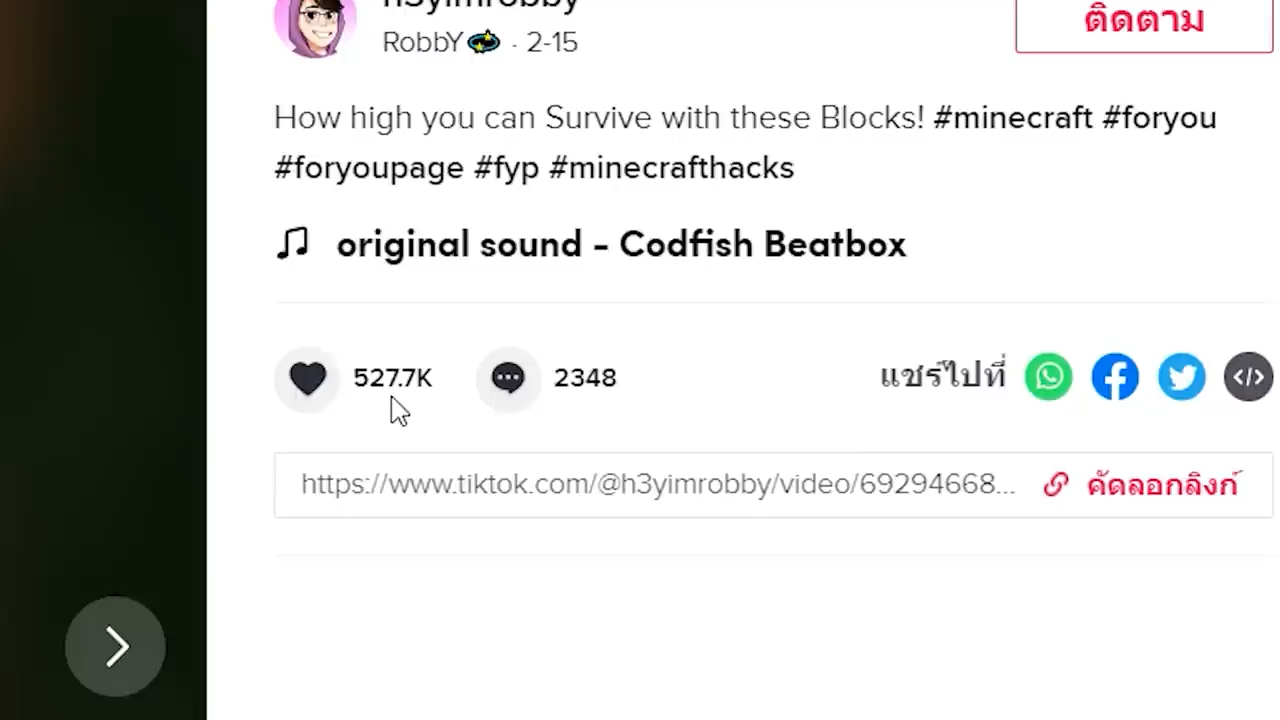 h3yimrobby
ติดตาม
RobbY💫 · 2-15
How high you can Survive with these Blocks! #minecraft #foryou
#foryoupage #fyp #minecrafthacks
original sound - Codfish Beatbox
527.7K
2348
แชร์ไปที่
https://www.tiktok.com/@h3yimrobby/video/69294668...
คัดลอกลิงก์